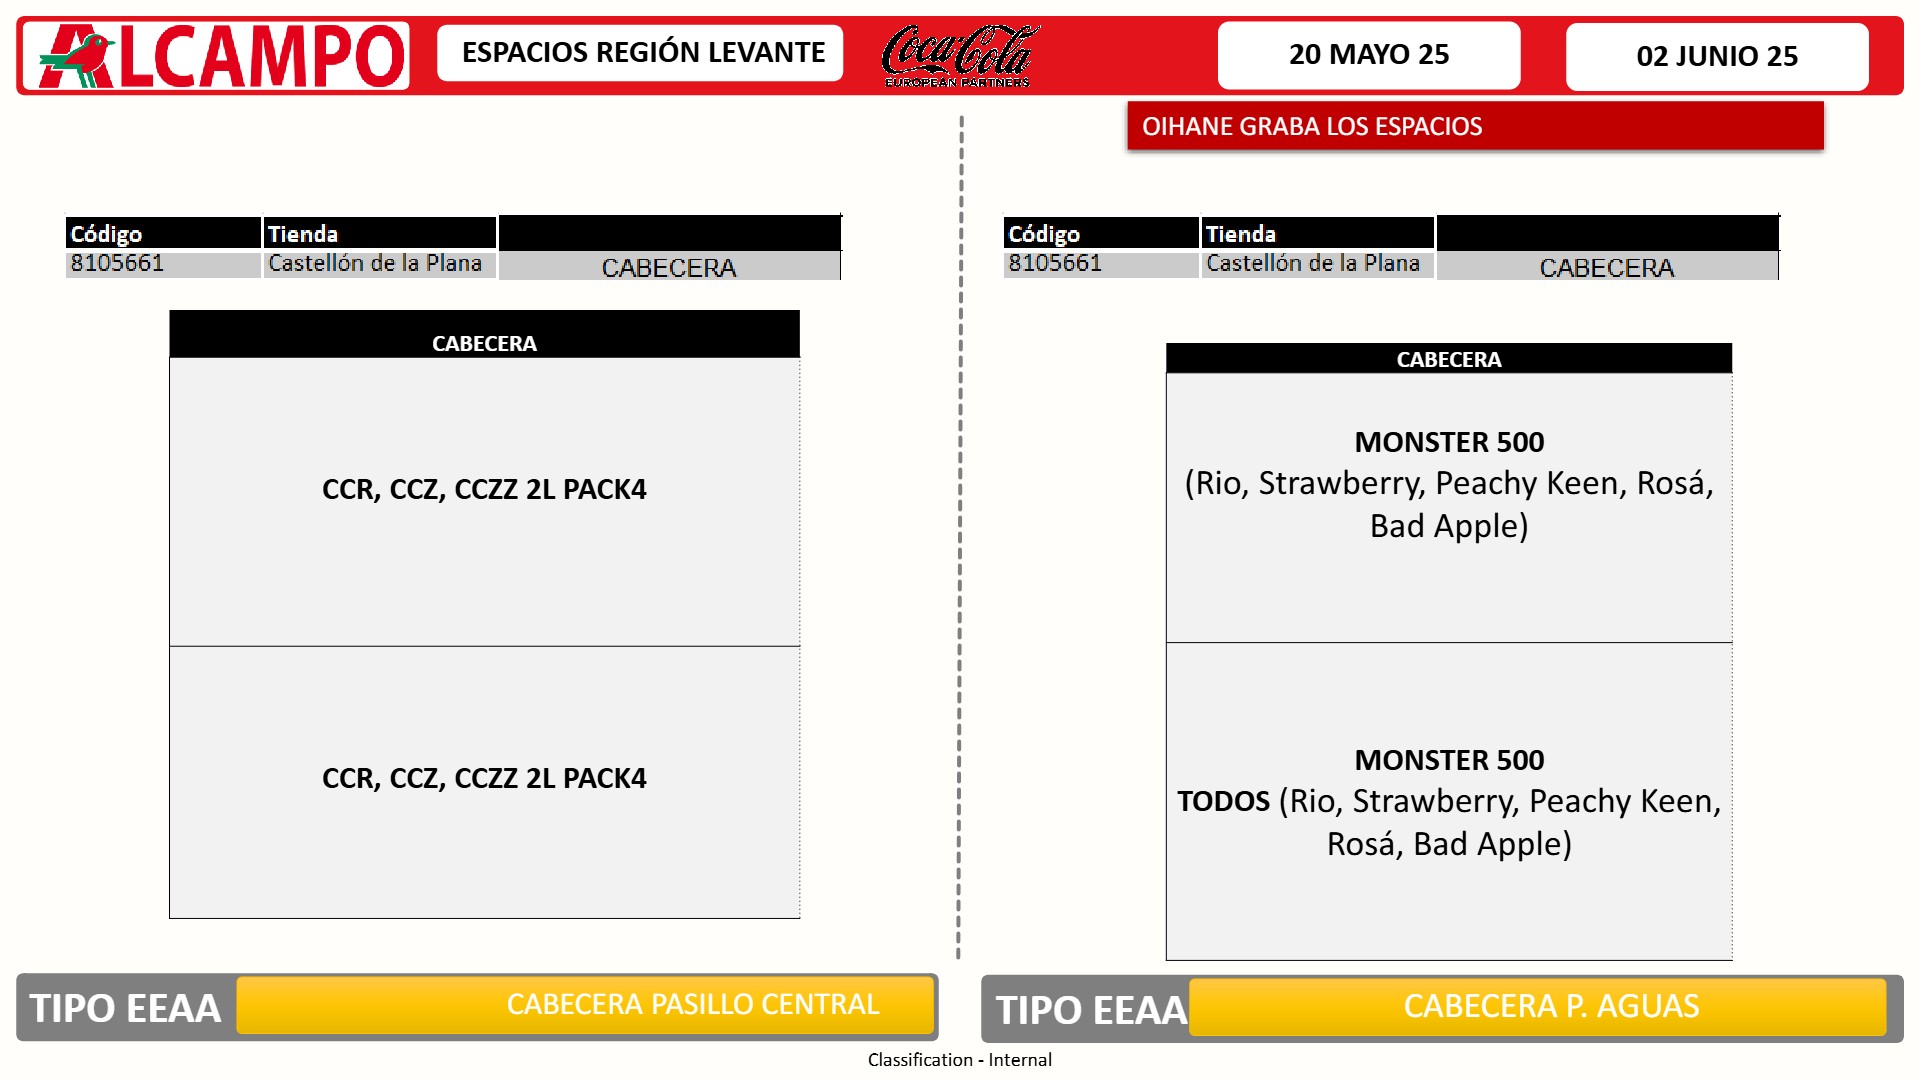 ALCAMPO
ESPACIOS REGIÓN LEVANTE
Coca-Cola
EUROPEAN PARTNERS
20 MAYO 25
02 JUNIO 25
OIHANE GRABA LOS ESPACIOS
Código Tienda
8105661 Castellón de la Plana CABECERA
CABECERA
CCR, CCZ, CCZZ 2L PACK4
CCR, CCZ, CCZZ 2L PACK4
TIPO EEAA CABECERA PASILLO CENTRAL
Código Tienda
8105661 Castellón de la Plana CABECERA
CABECERA
MONSTER 500
(Rio, Strawberry, Peachy Keen, Rosá,
Bad Apple)
MONSTER 500
TODOS (Rio, Strawberry, Peachy Keen,
Rosá, Bad Apple)
TIPO EEAA CABECERA P. AGUAS
Classification - Internal